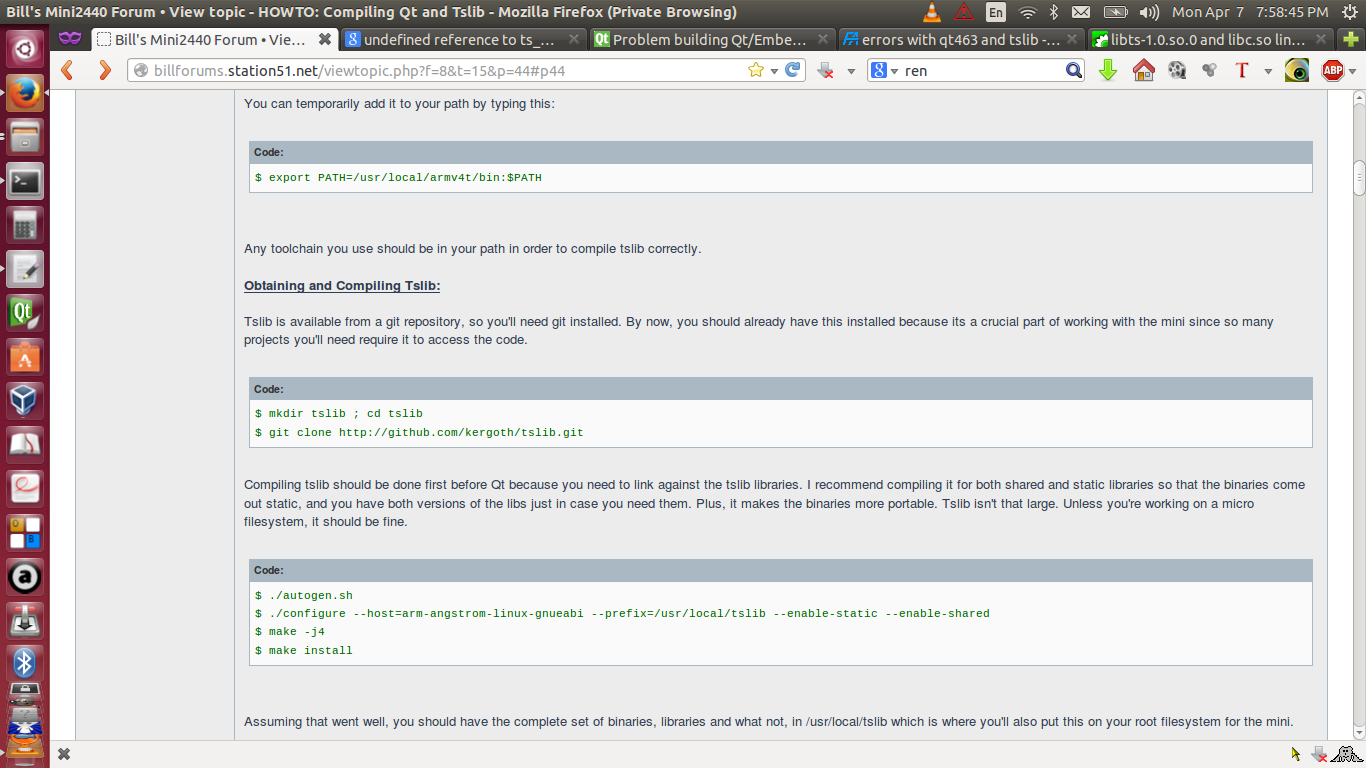 Bill's Mini2440 Forum • View topic - HOWTO: Compiling Qt and Tslib - Mozilla Firefox (Private Browsing)
En
Mon Apr 7 7:58:45 PM
Bill's Mini2440 Forum • Vie...
undefined reference to ts_...
Qt
Problem building Qt/Embe...
errors with qt463 and tslib -...
libts-1.0.so.0 and libc.so lin...
billforums.station51.net/viewtopic.php?f=8&t=15&p=44#p44
8
ren
T
ABP
You can temporarily add it to your path by typing this:
Code:
$ export PATH=/usr/local/armv4t/bin:$PATH
Any toolchain you use should be in your path in order to compile tslib correctly.
Obtaining and Compiling Tslib:
Tslib is available from a git repository, so you'll need git installed. By now, you should already have this installed because its a crucial part of working with the mini since so many
projects you'll need require it to access the code.
Code:
$ mkdir tslib ; cd tslib
$ git clone http://github.com/kergoth/tslib.git
Compiling tslib should be done first before Qt because you need to link against the tslib libraries. I recommend compiling it for both shared and static libraries so that the binaries come
out static, and you have both versions of the libs just in case you need them. Plus, it makes the binaries more portable. Tslib isn't that large. Unless you're working on a micro
filesystem, it should be fine.
Code:
$ ./autogen.sh
$ ./configure --host=arm-angstrom-linux-gnueabi --prefix=/usr/local/tslib --enable-static --enable-shared
$ make -j4
$ make install
Assuming that went well, you should have the complete set of binaries, libraries and what not, in /usr/local/tslib which is where you'll also put this on your root filesystem for the mini.
Qt